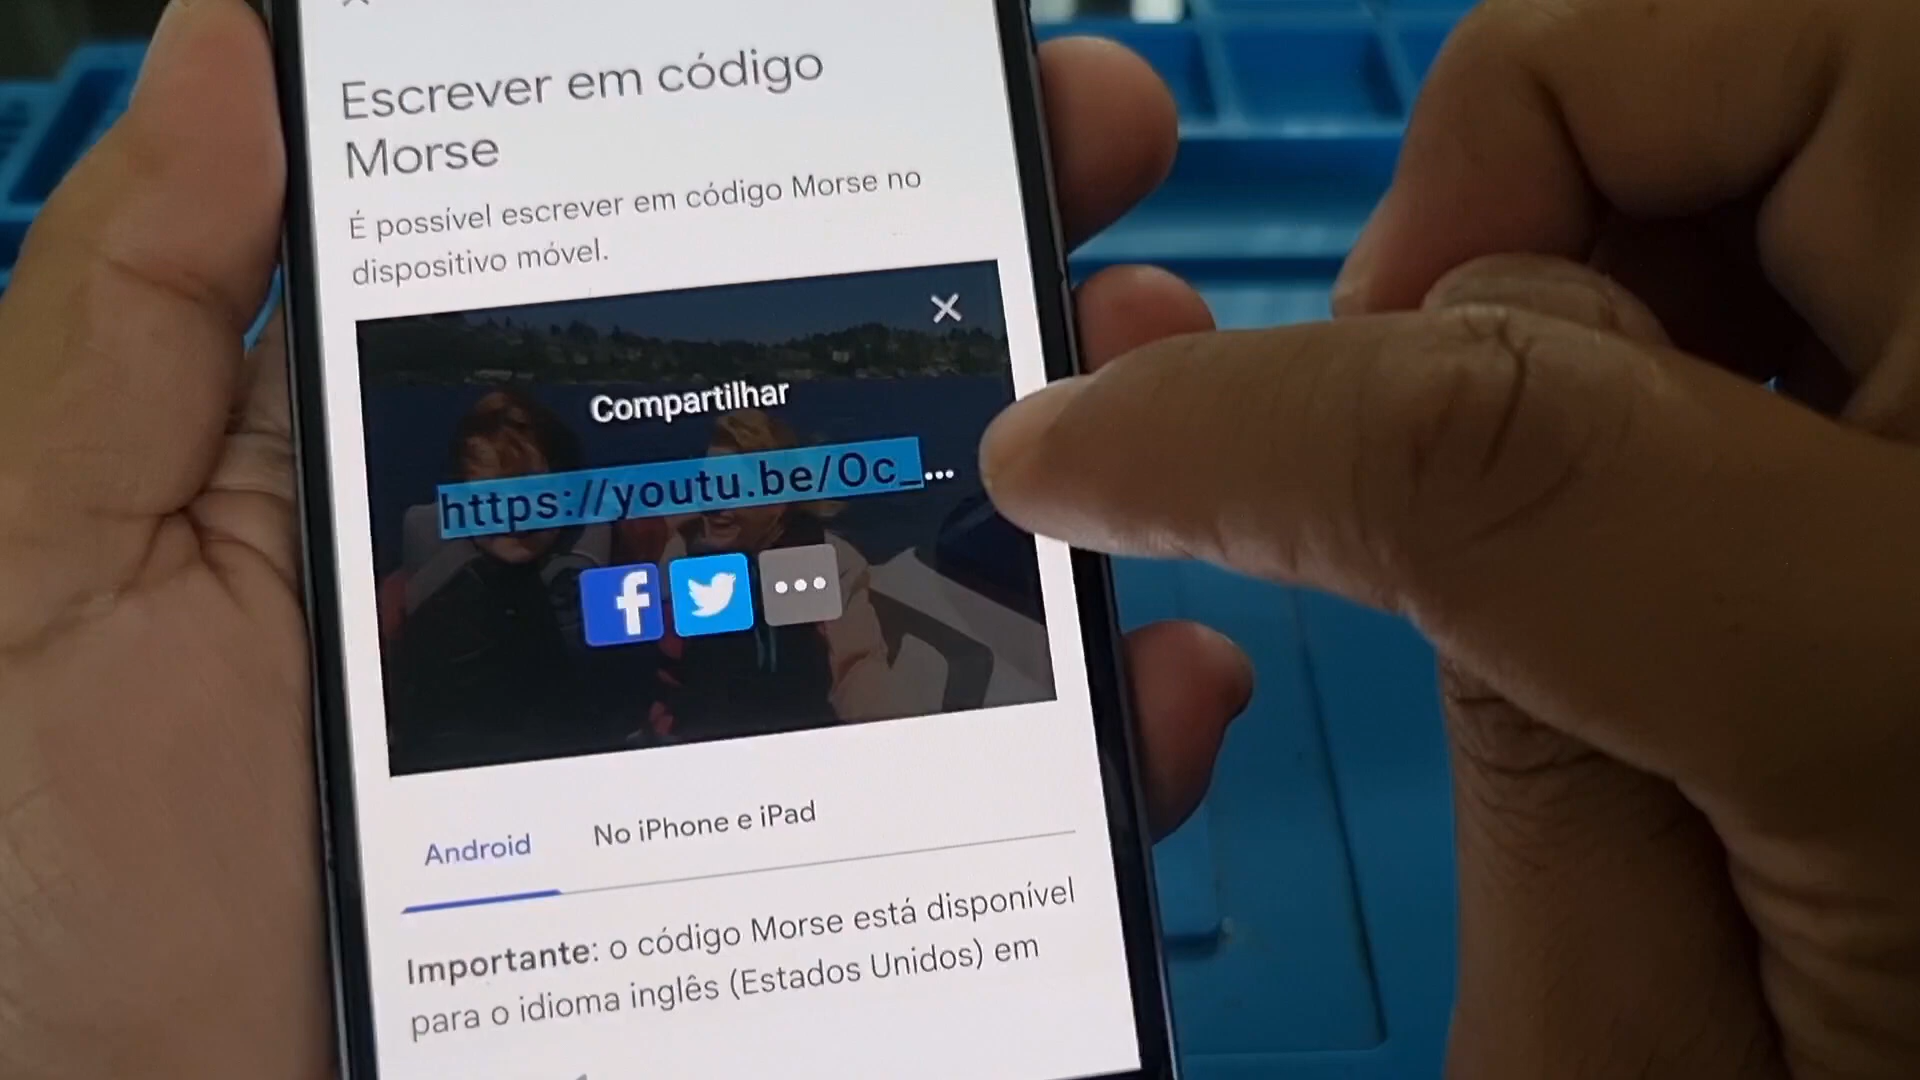 Escrever em código
Morse
É possível escrever em código Morse no
dispositivo móvel.
Compartilhar
https://youtu.be/Oc_...
Android
No iPhone e iPad
Importante: o código Morse está disponível
para o idioma inglês (Estados Unidos) em